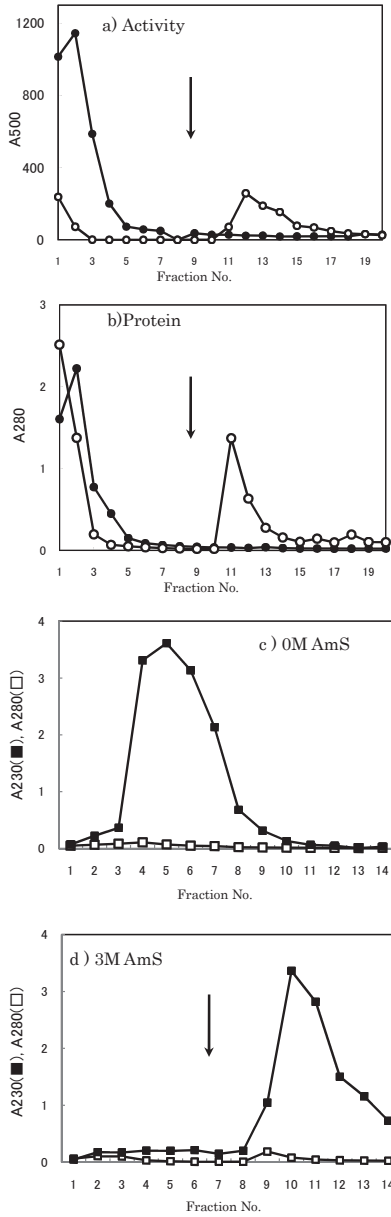 a) Activity
A500
1200
800
400
0
1 3 5 7 9 11 13 15 17 19
Fraction No.
b)Protein
A280
3
2
1
0
1 3 5 7 9 11 13 15 17 19
Fraction No.
c ) 0M AmS
A230(■), A280(□)
4
3
2
1
0
1 2 3 4 5 6 7 8 9 10 11 12 13 14
Fraction No.
d ) 3M AmS
A230(■), A280(□)
4
3
2
1
0
1 2 3 4 5 6 7 8 9 10 11 12 13 14
Fraction No.